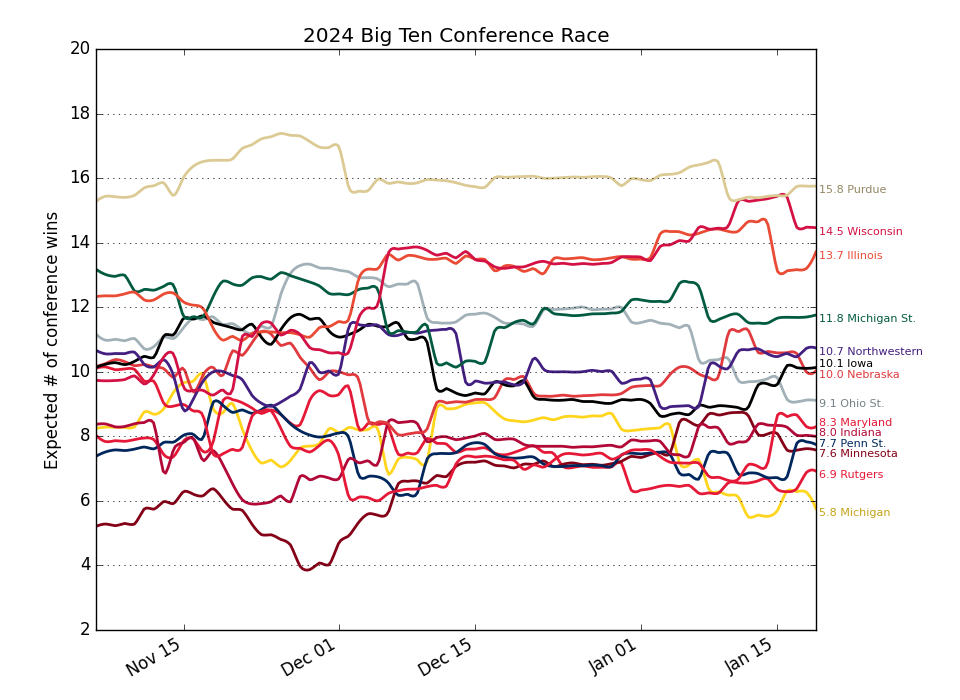 2024 Big Ten Conference Race
Expected # of conference wins
20
18
16
14
12
10
8
6
4
2
Nov 15
Dec 01
Dec 15
Jan 01
Jan 15
15.8 Purdue
14.5 Wisconsin
13.7 Illinois
11.8 Michigan St.
10.7 Northwestern
10.1 Iowa
10.0 Nebraska
9.1 Ohio St.
8.3 Maryland
8.0 Indiana
7.7 Penn St.
7.6 Minnesota
6.9 Rutgers
5.8 Michigan